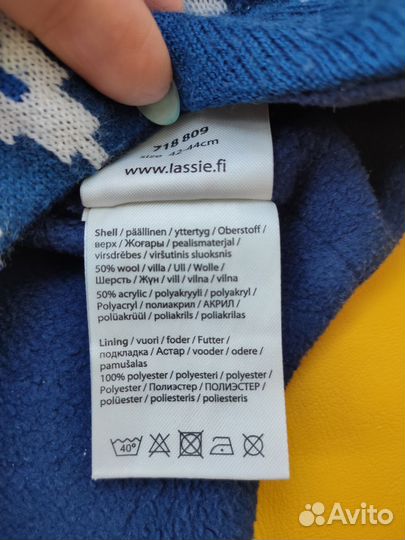 718 809
size 42-44cm
www.lassie.fi
Shell / päällinen / yttertyg / Oberstoff /
верх / Жоғары / pealismaterjal /
virsdrēbes / viršutinis sluoksnis
50% wool / villa / Ull / Wolle /
Шерсть / Жүн / vill / vilna / vilna
50% acrylic / polyakryyli / polyakryl /
Polyacryl / полиакрил / АКРИЛ /
polüakrüül / poliakrils / poliakrilas
Lining / vuori / foder / Futter /
подкладка / Астар / vooder / odere /
pamušalas
100% polyester / polyesteri / polyester /
Polyester / Полиэстер / ПОЛИЭСТЕР /
polüester / poliesteris / poliesteris
40°
Avito